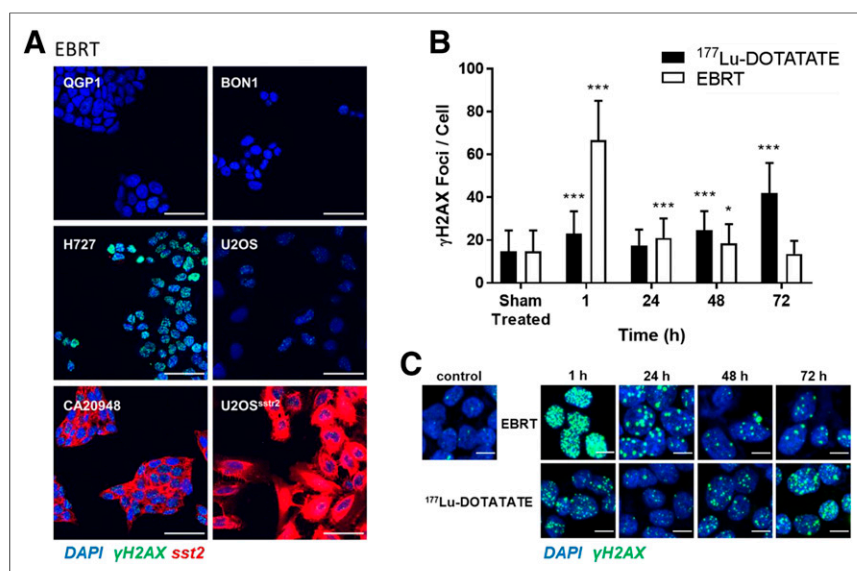 A
EBRT
QGP1
BON1
H727
U2OS
CA20948
U2OSsstr2
DAPI γH2AX sst2
B
177Lu-DOTATATE
EBRT
γH2AX Foci / Cell
100
80
60
40
20
0
***
***
***
***
*
***
Sham
Treated
1
24
48
72
Time (h)
C
control
1 h
24 h
48 h
72 h
EBRT
177Lu-DOTATATE
DAPI γH2AX